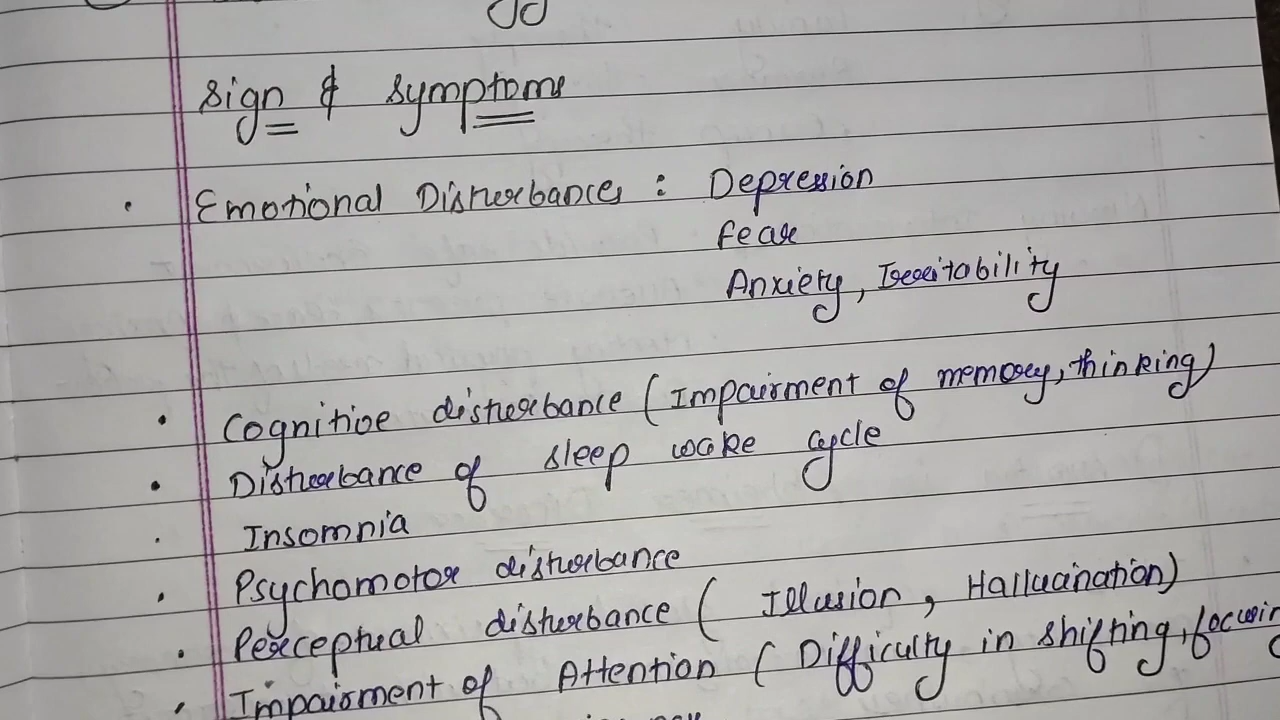 Sign & Symptoms
• Emotional Disturbances : Depression
Fear
Anxiety, Irritability
• Cognitive disturbance (Impairment of memory, thinking)
• Disturbance of sleep wake cycle
• Insomnia
• Psychomotor disturbance
• Perceptual disturbance ( Illusion, Hallucination)
• Impairment of Attention ( Difficulty in shifting, focusin